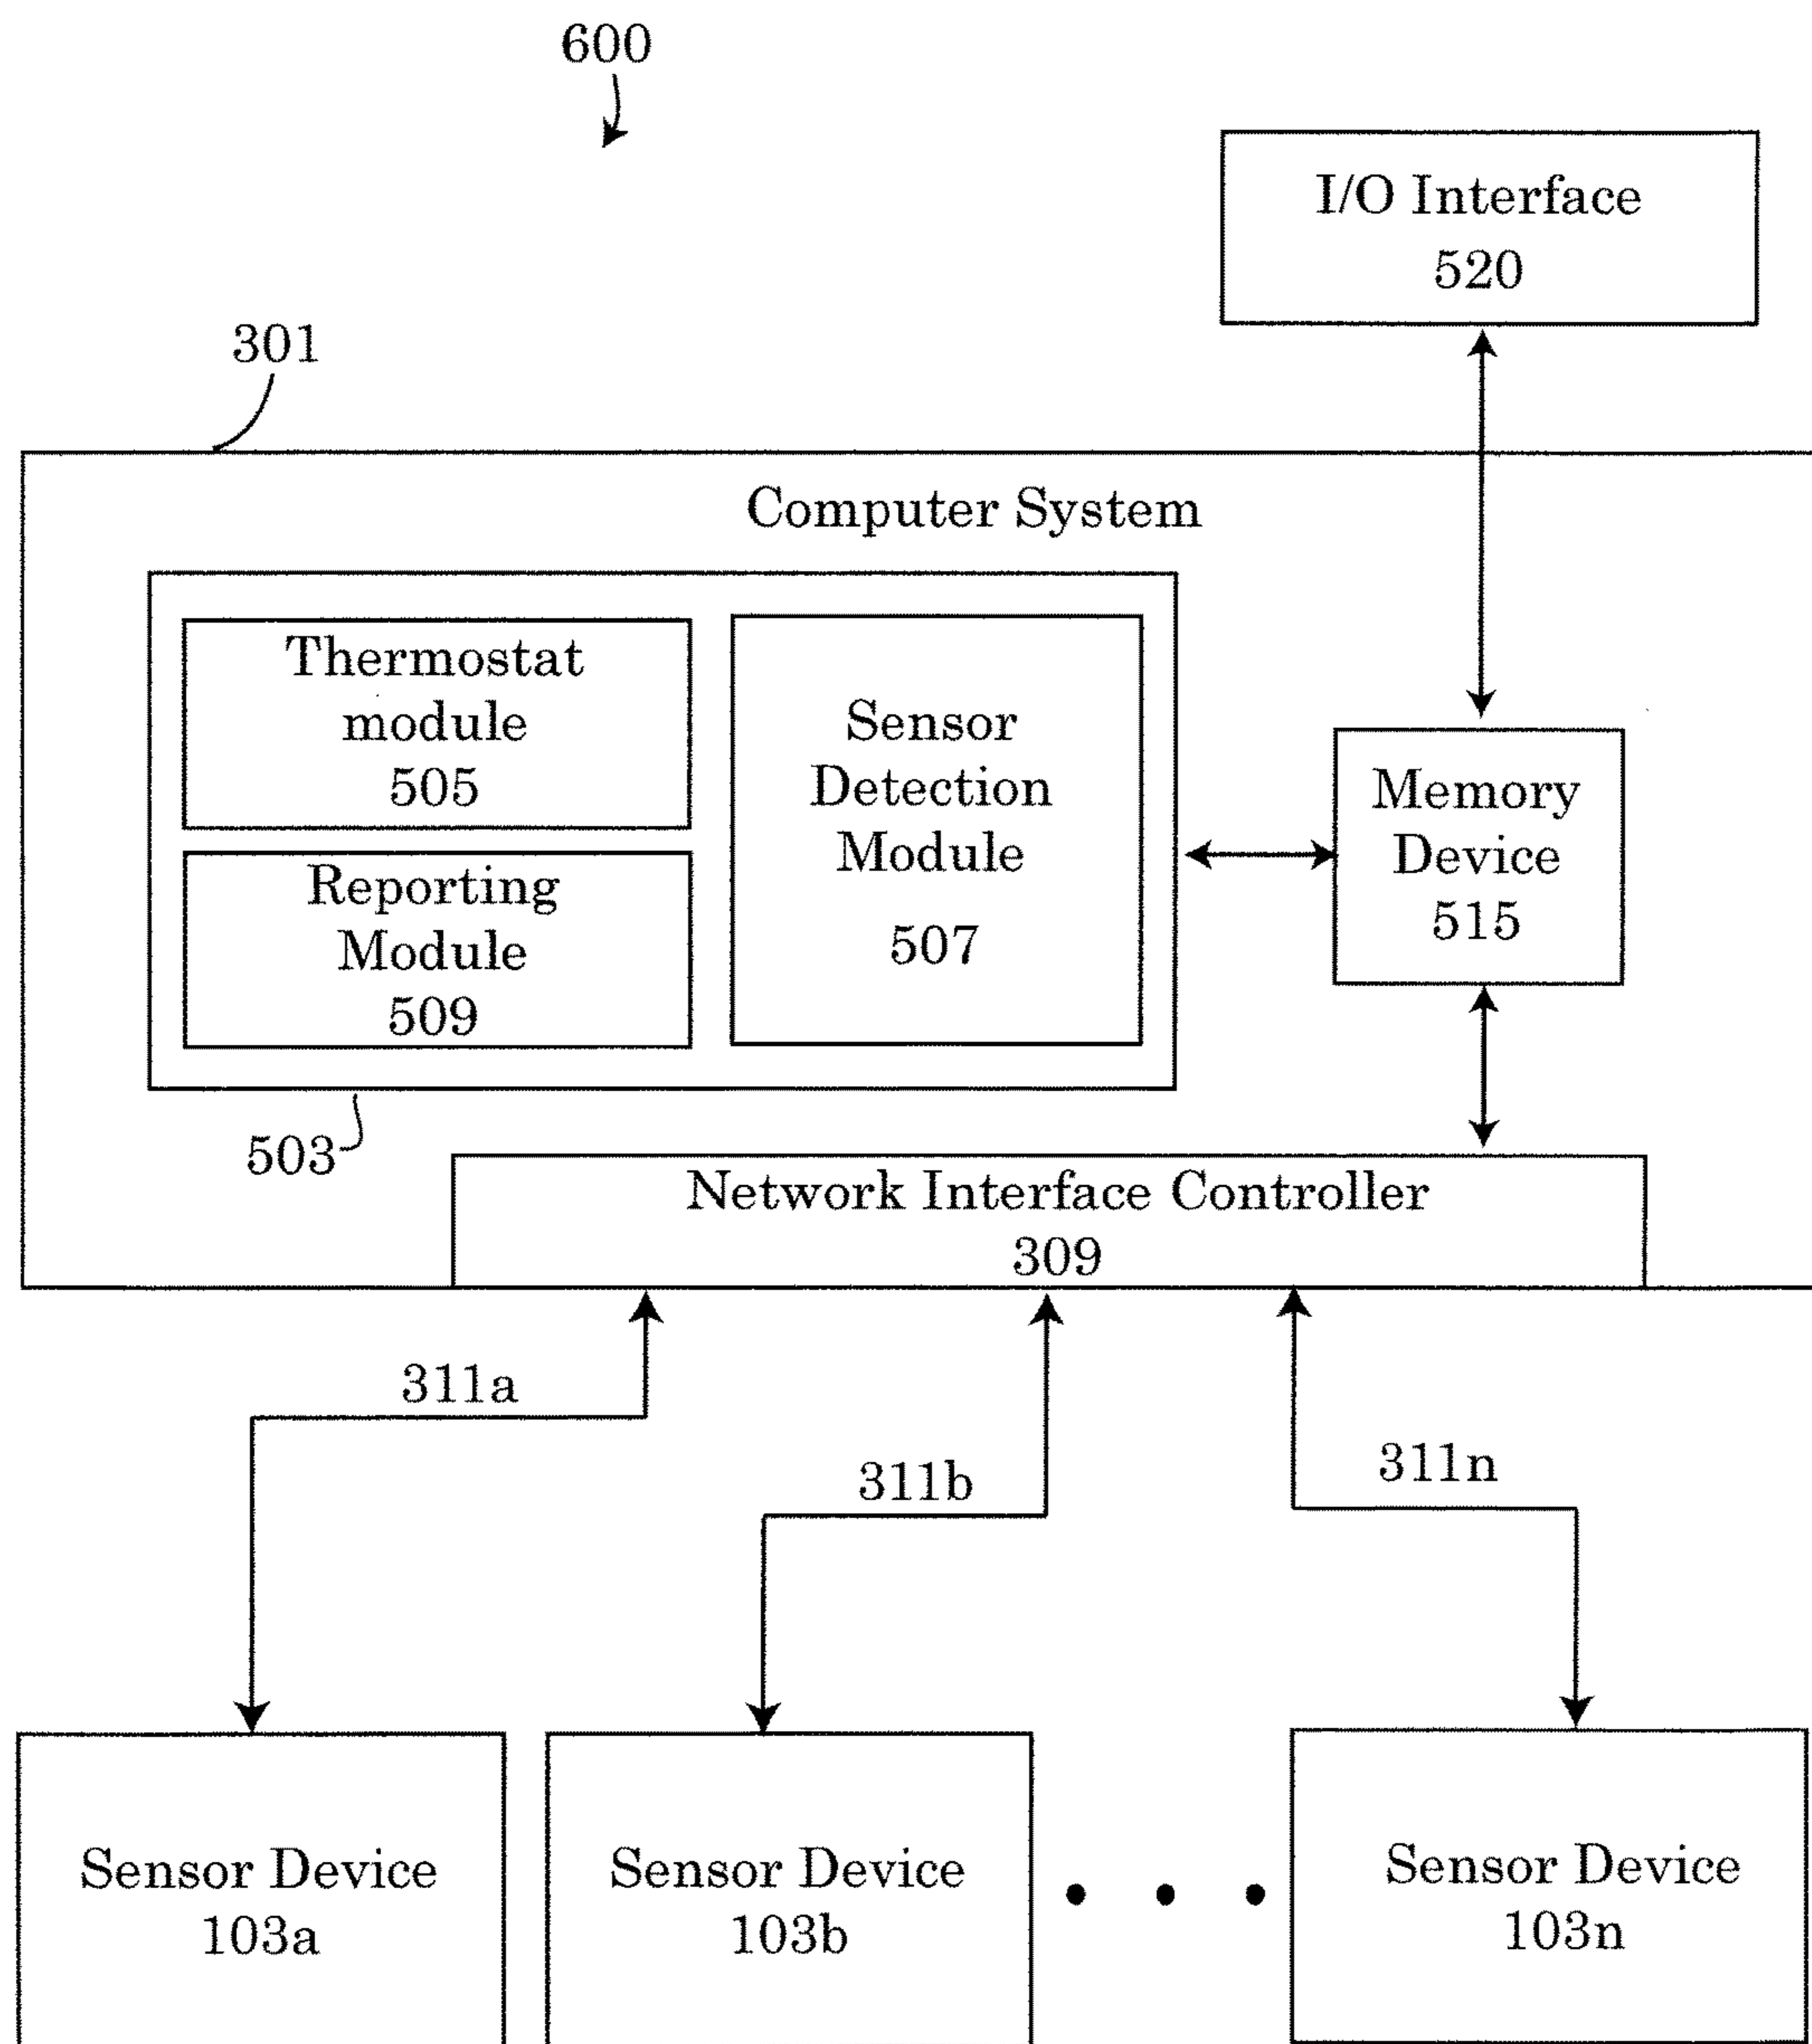 600
I/O Interface
520
301
Computer System
Thermostat
module
505
Sensor
Detection
Module
507
Memory
Device
515
Reporting
Module
509
503
Network Interface Controller
309
311a
311b
311n
Sensor Device
103a
Sensor Device
103b
Sensor Device
103n